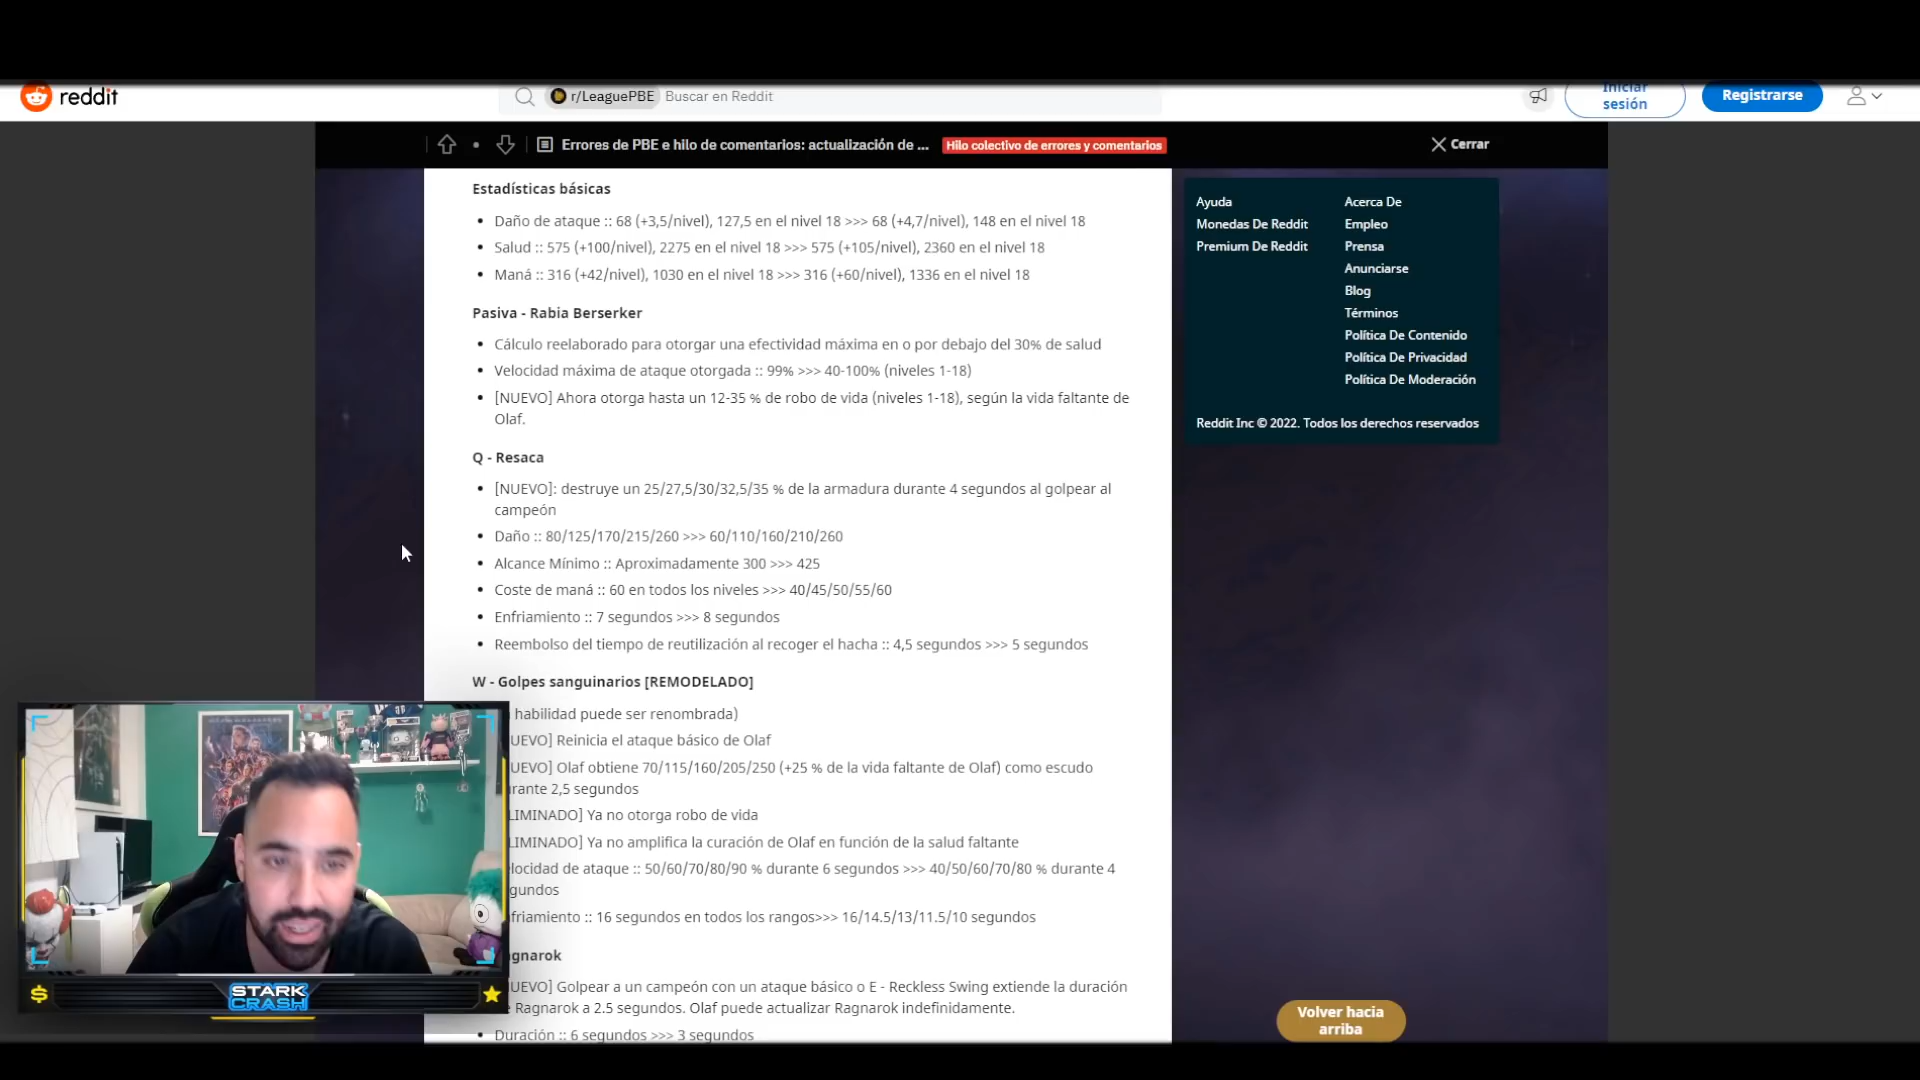 reddit
r/LeaguePBE Buscar en Reddit
Iniciar
sesión
Registrarse
Errores de PBE e hilo de comentarios: actualización de ...
Hilo colectivo de errores y comentarios
Cerrar
Estadísticas básicas
Daño de ataque :: 68 (+3,5/nivel), 127,5 en el nivel 18 >>> 68 (+4,7/nivel), 148 en el nivel 18
Salud :: 575 (+100/nivel), 2275 en el nivel 18 >>> 575 (+105/nivel), 2360 en el nivel 18
Maná :: 316 (+42/nivel), 1030 en el nivel 18 >>> 316 (+60/nivel), 1336 en el nivel 18
Pasiva - Rabia Berserker
Cálculo reelaborado para otorgar una efectividad máxima en o por debajo del 30% de salud
Velocidad máxima de ataque otorgada :: 99% >>> 40-100% (niveles 1-18)
[NUEVO] Ahora otorga hasta un 12-35 % de robo de vida (niveles 1-18), según la vida faltante de
Olaf.
Q - Resaca
[NUEVO]: destruye un 25/27,5/30/32,5/35 % de la armadura durante 4 segundos al golpear al
campeón
Daño :: 80/125/170/215/260 >>> 60/110/160/210/260
Alcance Mínimo :: Aproximadamente 300 >>> 425
Coste de maná :: 60 en todos los niveles >>> 40/45/50/55/60
Enfriamiento :: 7 segundos >>> 8 segundos
Reembolso del tiempo de reutilización al recoger el hacha :: 4,5 segundos >>> 5 segundos
W - Golpes sanguinarios [REMODELADO]
habilidad puede ser renombrada)
UEVO] Reinicia el ataque básico de Olaf
UEVO] Olaf obtiene 70/115/160/205/250 (+25 % de la vida faltante de Olaf) como escudo
urante 2,5 segundos
LIMINADO] Ya no otorga robo de vida
LIMINADO] Ya no amplifica la curación de Olaf en función de la salud faltante
elocidad de ataque :: 50/60/70/80/90 % durante 6 segundos >>> 40/50/60/70/80 % durante 4
gundos
friamiento :: 16 segundos en todos los rangos>>> 16/14.5/13/11.5/10 segundos
gnarok
UEVO] Golpear a un campeón con un ataque básico o E - Reckless Swing extiende la duración
e Ragnarok a 2.5 segundos. Olaf puede actualizar Ragnarok indefinidamente.
Duración :: 6 segundos >>> 3 segundos
Ayuda
Monedas De Reddit
Premium De Reddit
Acerca De
Empleo
Prensa
Anunciarse
Blog
Términos
Política De Contenido
Política De Privacidad
Política De Moderación
Reddit Inc © 2022. Todos los derechos reservados
Volver hacia
arriba
$
STARK
CRASH